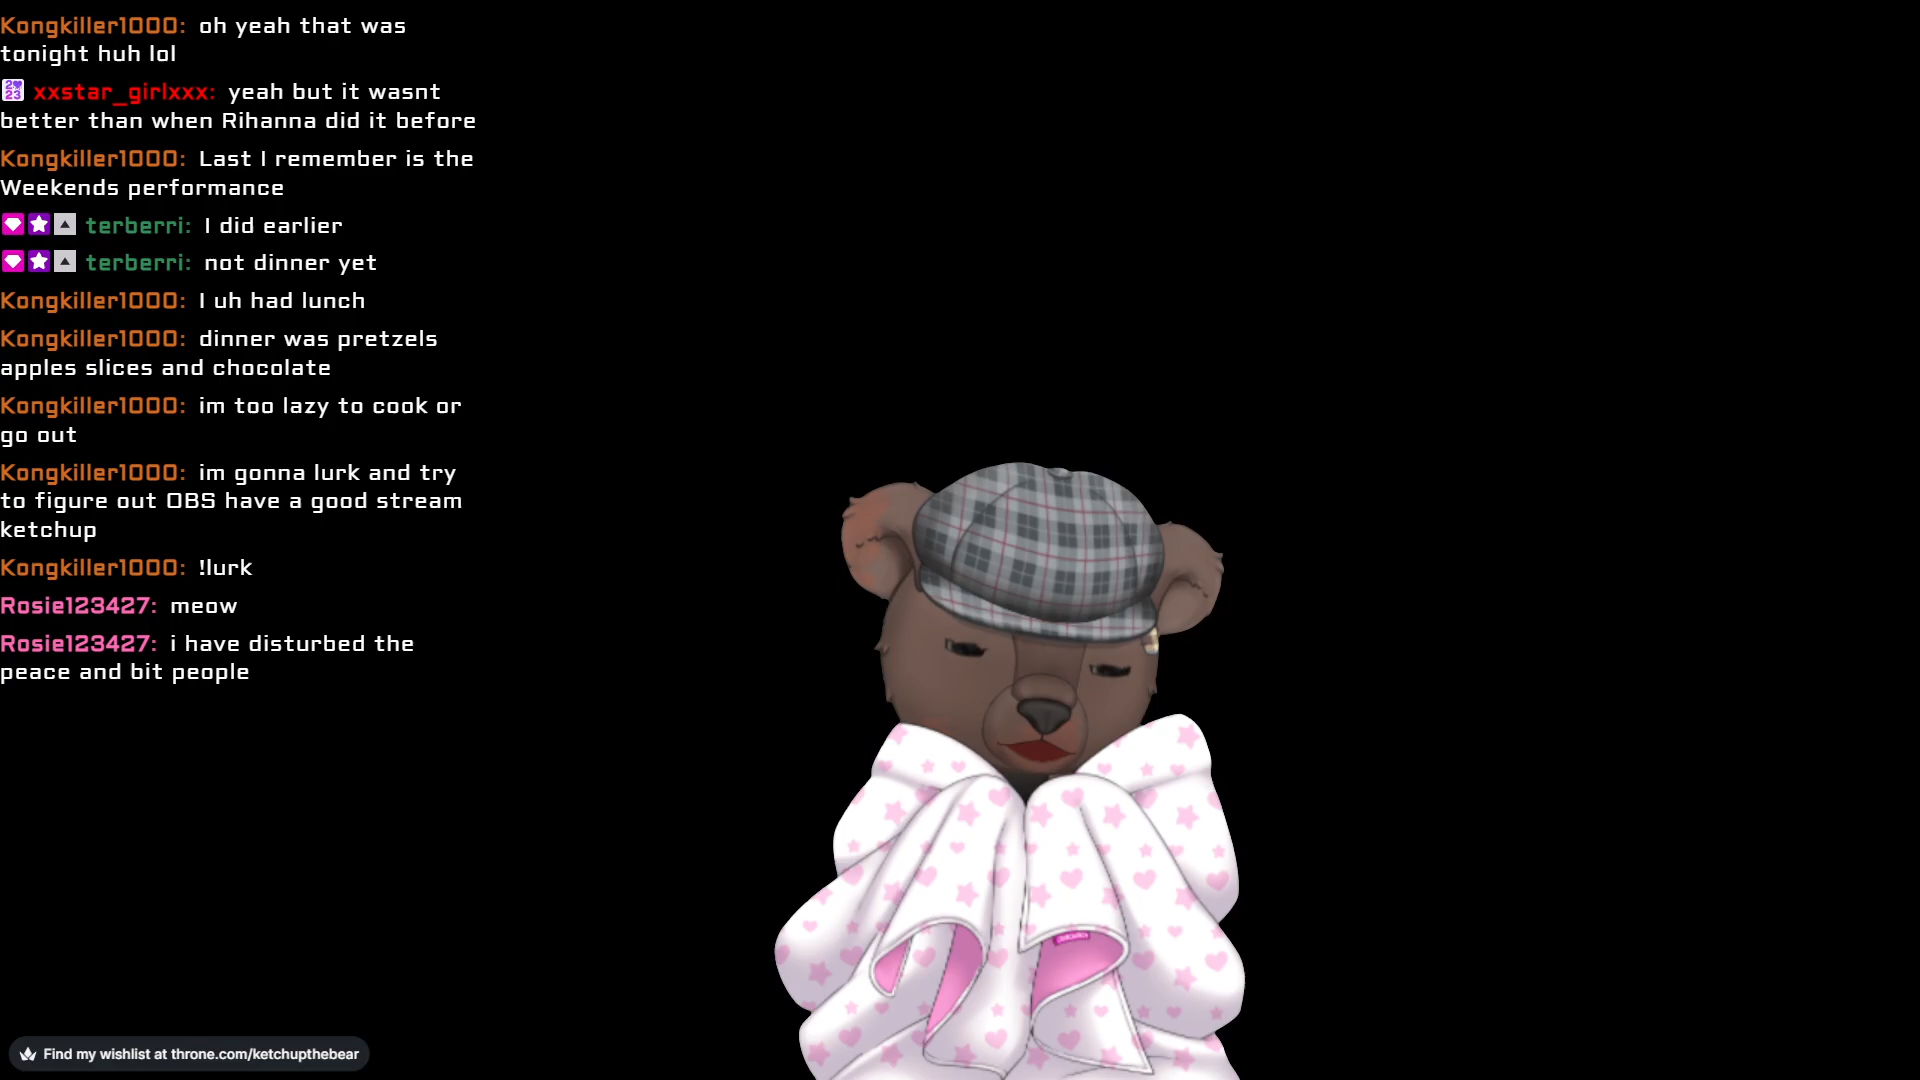 Kongkiller1000: oh yeah that was
tonight huh lol
xxstar_girlxxx: yeah but it wasnt
better than when Rihanna did it before
Kongkiller1000: Last I remember is the
Weekends performance
terberri: I did earlier
terberri: not dinner yet
Kongkiller1000: I uh had lunch
Kongkiller1000: dinner was pretzels
apples slices and chocolate
Kongkiller1000: im too lazy to cook or
go out
Kongkiller1000: im gonna lurk and try
to figure out OBS have a good stream
ketchup
Kongkiller1000: !lurk
Rosie123427: meow
Rosie123427: i have disturbed the
peace and bit people
Find my wishlist at throne.com/ketchupthebear